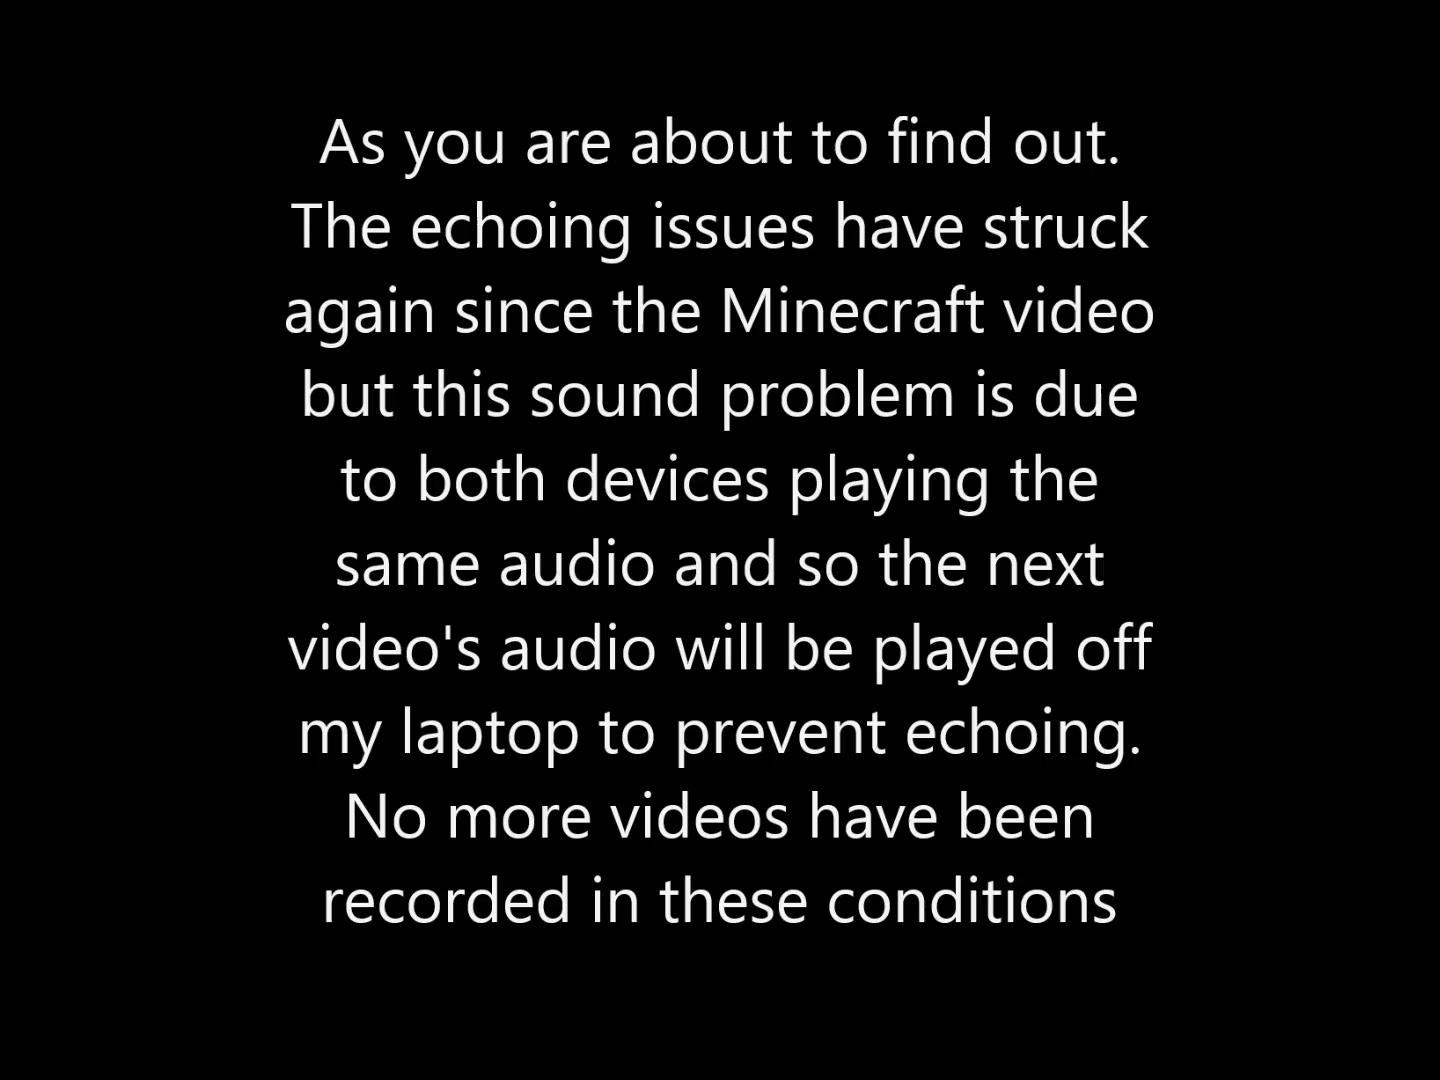 As you are about to find out.
The echoing issues have struck
again since the Minecraft video
but this sound problem is due
to both devices playing the
same audio and so the next
video's audio will be played off
my laptop to prevent echoing.
No more videos have been
recorded in these conditions